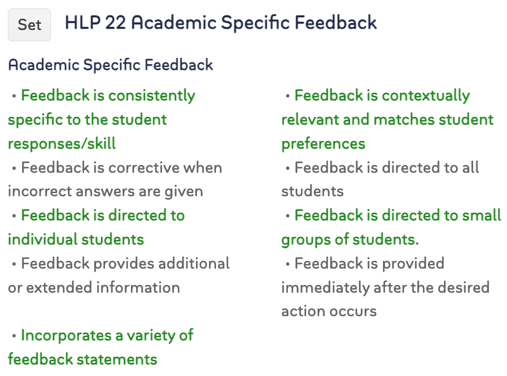 Set HLP 22 Academic Specific Feedback
Academic Specific Feedback
• Feedback is consistently
specific to the student
responses/skill
• Feedback is contextually
relevant and matches student
preferences
• Feedback is corrective when
incorrect answers are given
• Feedback is directed to all
students
• Feedback is directed to
individual students
• Feedback is directed to small
groups of students.
• Feedback provides additional
or extended information
• Feedback is provided
immediately after the desired
action occurs
• Incorporates a variety of
feedback statements